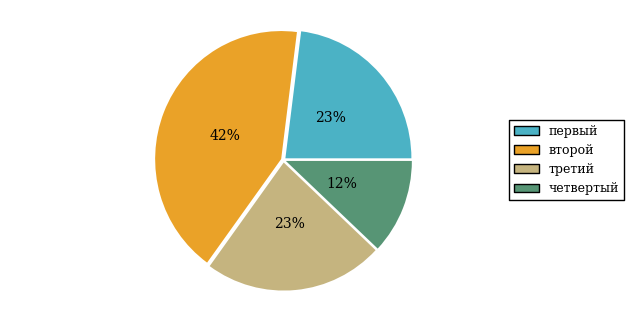 23%
42%
12%
23%
первый
второй
третий
четвертый